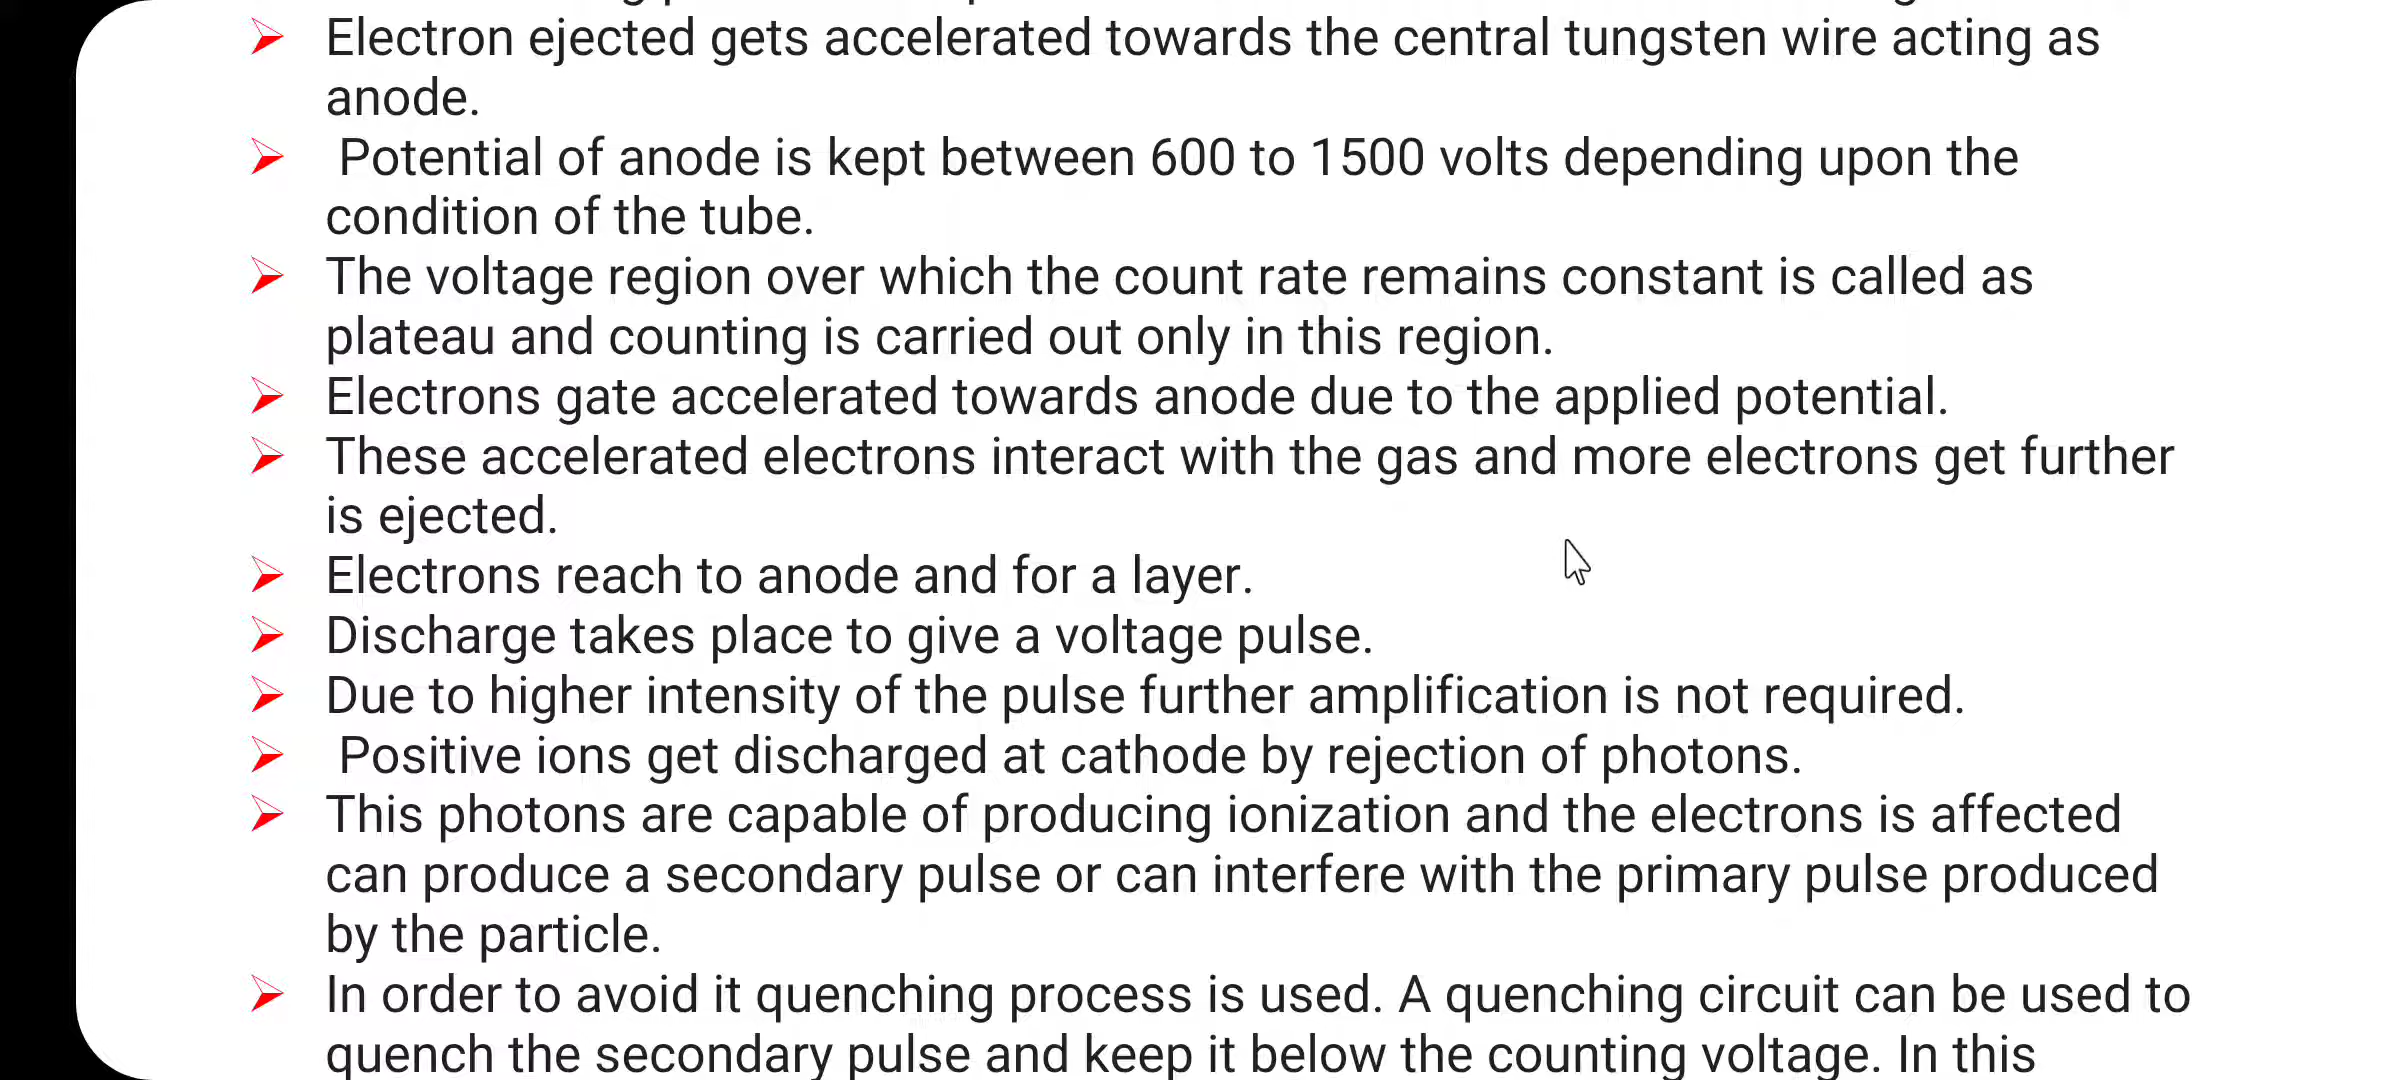 Electron ejected gets accelerated towards the central tungsten wire acting as
anode.
Potential of anode is kept between 600 to 1500 volts depending upon the
condition of the tube.
The voltage region over which the count rate remains constant is called as
plateau and counting is carried out only in this region.
Electrons gate accelerated towards anode due to the applied potential.
These accelerated electrons interact with the gas and more electrons get further
is ejected.
Electrons reach to anode and for a layer.
Discharge takes place to give a voltage pulse.
Due to higher intensity of the pulse further amplification is not required.
Positive ions get discharged at cathode by rejection of photons.
This photons are capable of producing ionization and the electrons is affected
can produce a secondary pulse or can interfere with the primary pulse produced
by the particle.
In order to avoid it quenching process is used. A quenching circuit can be used to
quench the secondary pulse and keep it below the counting voltage. In this